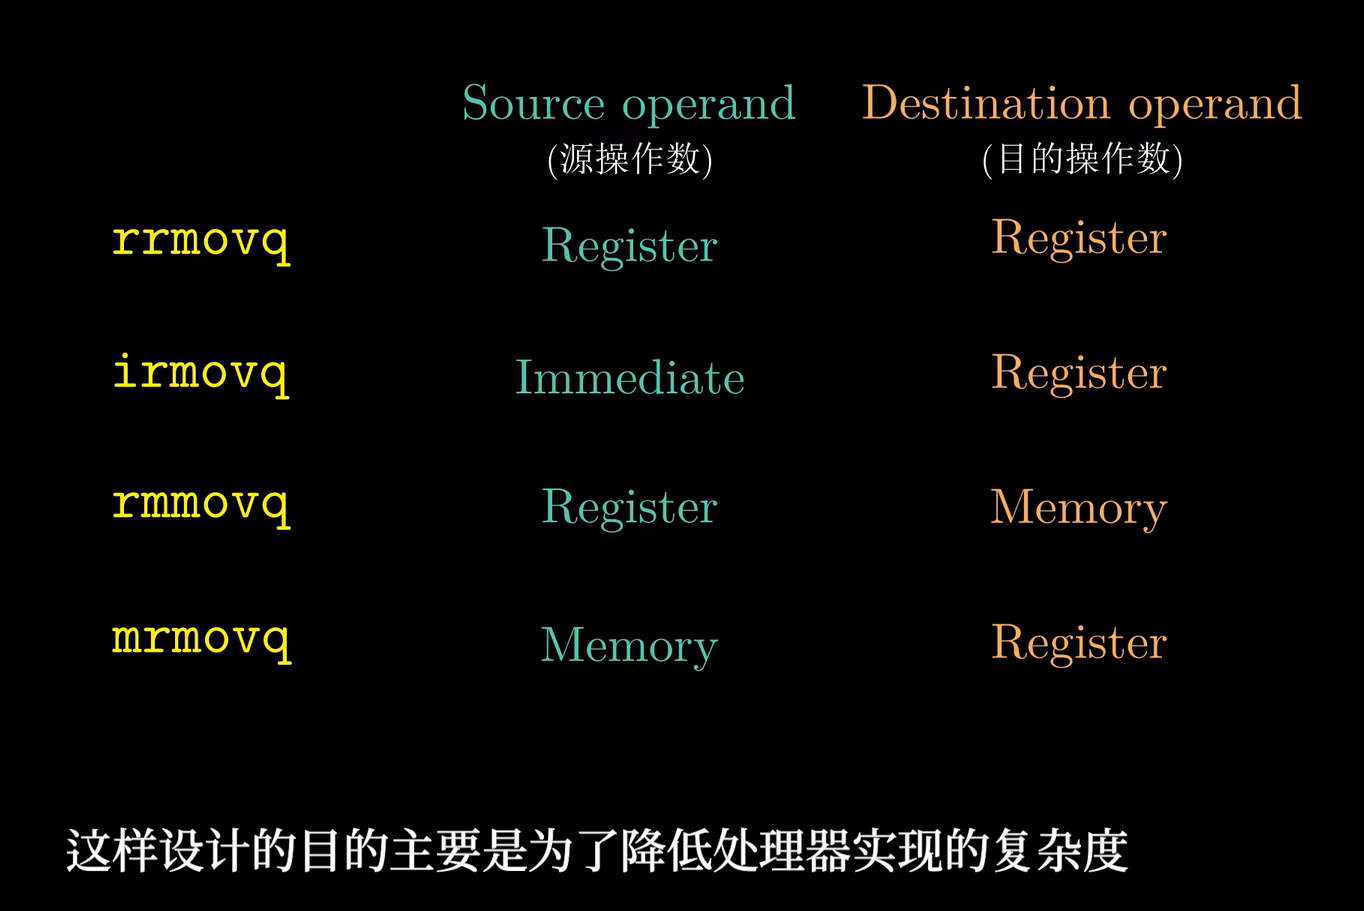 Source operand Destination operand
(源操作数) (目的操作数)
rrmovq Register Register
irmovq Immediate Register
rmmovq Register Memory
mrmovq Memory Register
这样设计的目的主要是为了降低处理器实现的复杂度